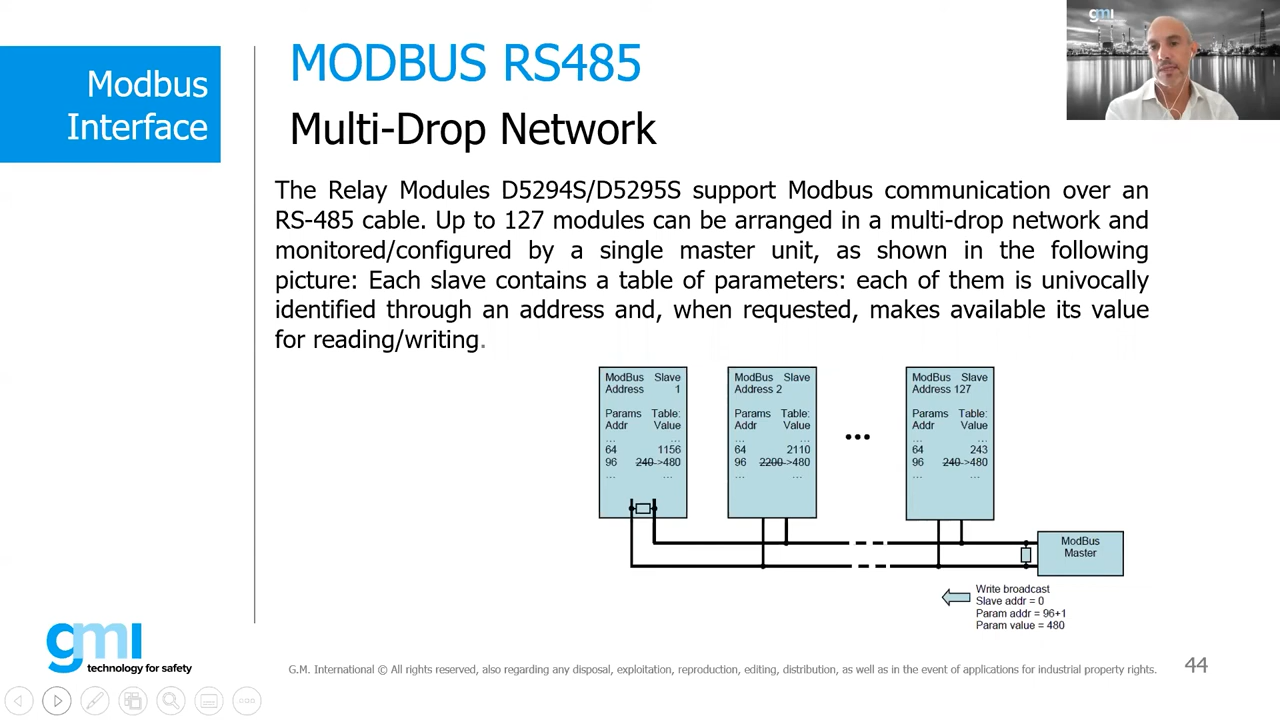 gmi
Modbus
Interface
MODBUS RS485
Multi-Drop Network
The Relay Modules D5294S/D5295S support Modbus communication over an
RS-485 cable. Up to 127 modules can be arranged in a multi-drop network and
monitored/configured by a single master unit, as shown in the following
picture: Each slave contains a table of parameters: each of them is univocally
identified through an address and, when requested, makes available its value
for reading/writing.
ModBus Slave
Address 1
Params Table:
Addr Value
... ...
64 1156
96 240->480
... ...
ModBus Slave
Address 2
Params Table:
Addr Value
... ...
64 2110
96 2200->480
... ...
...
ModBus Slave
Address 127
Params Table:
Addr Value
... ...
64 243
96 240->480
... ...
ModBus
Master
Write broadcast
Slave addr = 0
Param addr = 96+1
Param value = 480
gmi
technology for safety
G.M. International © All rights reserved, also regarding any disposal, exploitation, reproduction, editing, distribution, as well as in the event of applications for industrial property rights.
44